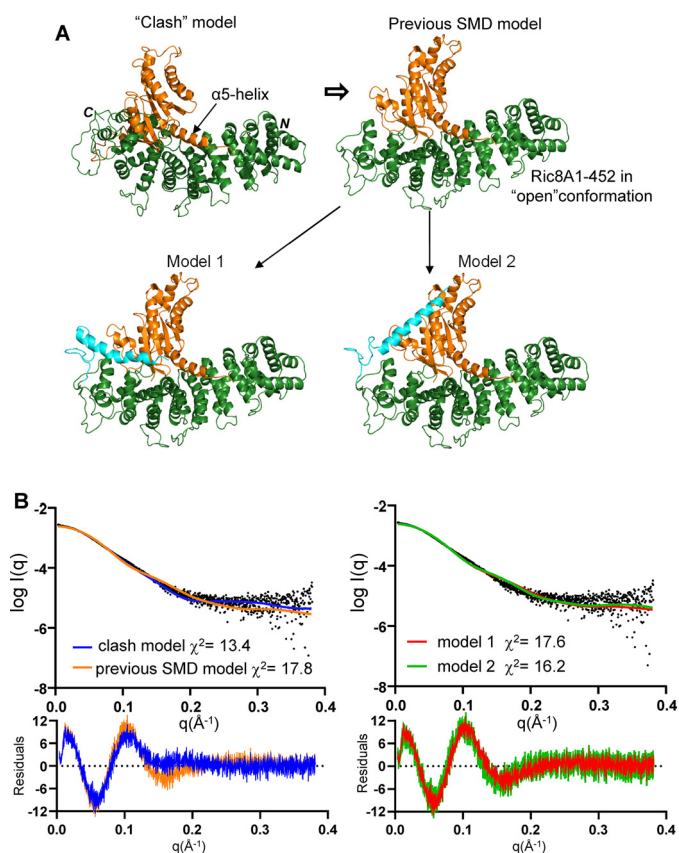 A
"Clash" model
Previous SMD model
α5-helix
C
N
Ric8A1-452 in
"open"conformation
Model 1
Model 2
B
-2
-4
-6
-8
log I(q)
clash model χ²= 13.4
previous SMD model χ²= 17.8
0.0 0.1 0.2 0.3 0.4
q(Å⁻¹)
12
6
0
-6
-12
Residuals
0.0 0.1 0.2 0.3 0.4
q(Å⁻¹)
-2
-4
-6
-8
log I(q)
model 1 χ²= 17.6
model 2 χ²= 16.2
0.0 0.1 0.2 0.3 0.4
q(Å⁻¹)
12
6
0
-6
-12
Residuals
0.0 0.1 0.2 0.3 0.4
q(Å⁻¹)